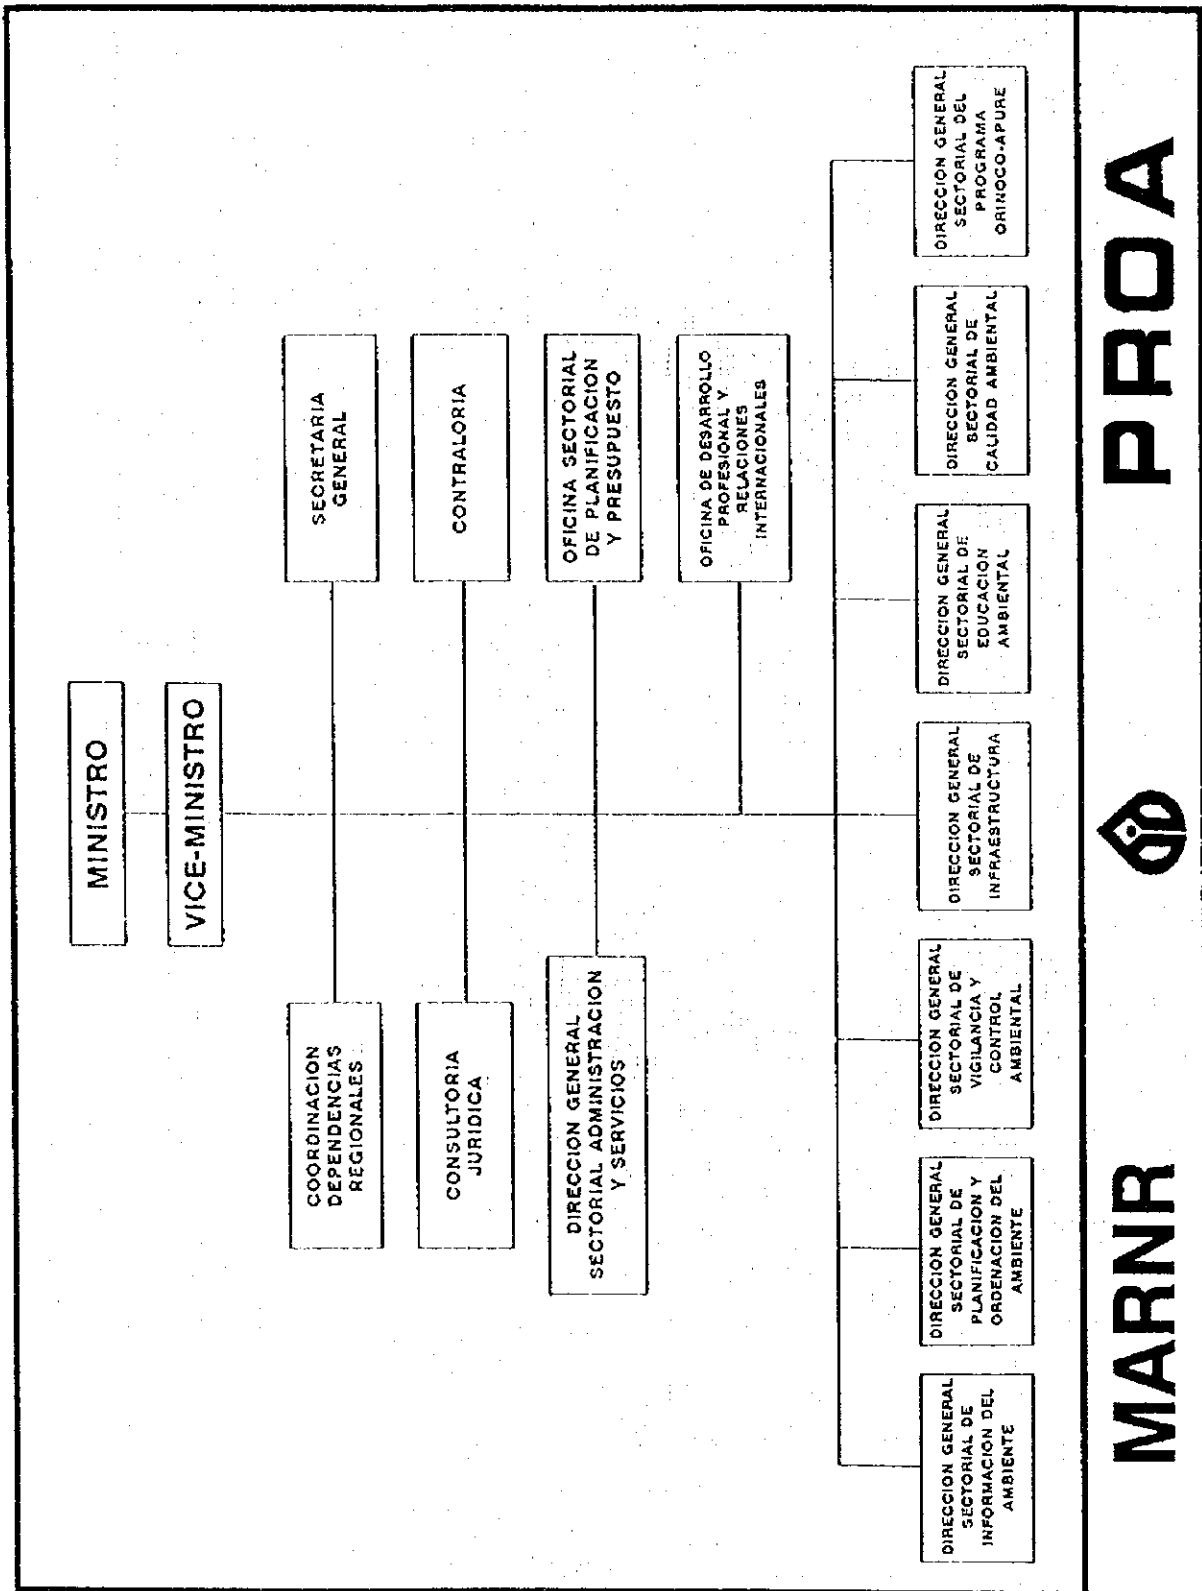 MINISTRO
VICE-MINISTRO
COORDINACION
DEPENDENCIAS
REGIONALES
SECRETARIA
GENERAL
CONSULTORIA
JURIDICA
CONTRALORIA
DIRECCION GENERAL
SECTORIAL ADMINISTRACION
Y SERVICIOS
OFICINA SECTORIAL
DE PLANIFICACION
Y PRESUPUESTO
OFICINA DE DESARROLLO
PROFESIONAL Y
RELACIONES
INTERNACIONALES
DIRECCION GENERAL
SECTORIAL DE
INFORMACION DEL
AMBIENTE
DIRECCION GENERAL
SECTORIAL DE
PLANIFICACION Y
ORDENACION DEL
AMBIENTE
DIRECCION GENERAL
SECTORIAL DE
VIGILANCIA Y
CONTROL
AMBIENTAL
DIRECCION GENERAL
SECTORIAL DE
INFRAESTRUCTURA
DIRECCION GENERAL
SECTORIAL DE
EDUCACION
AMBIENTAL
DIRECCION GENERAL
SECTORIAL DE
CALIDAD AMBIENTAL
DIRECCION GENERAL
SECTORIAL DEL
PROGRAMA
ORINOCO-APURE
MARNR
PROA